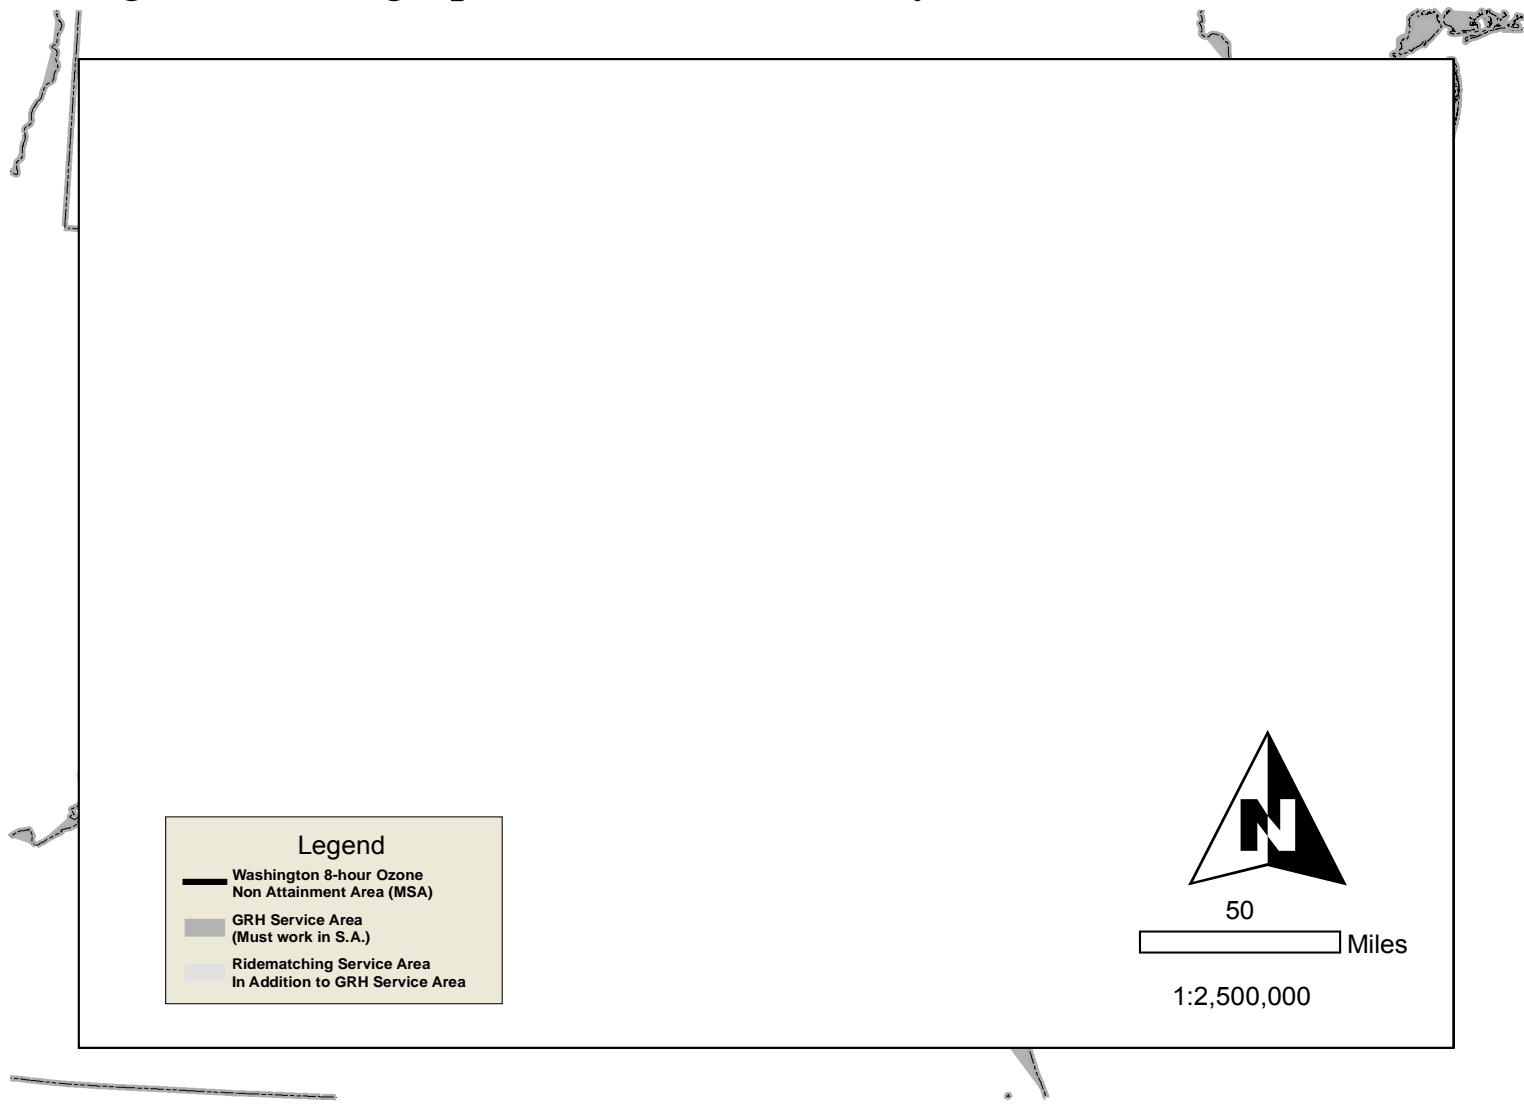 Legend
Washington 8-hour Ozone
Non Attainment Area (MSA)
GRH Service Area
(Must work in S.A.)
Ridematching Service Area
In Addition to GRH Service Area
N
50
Miles
1:2,500,000